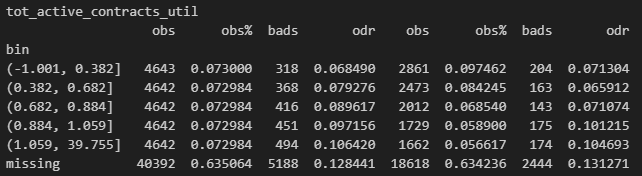 tot_active_contracts_util
obs obs% bads odr obs obs% bads odr
bin
(-1.001, 0.382] 4643 0.073000 318 0.068490 2861 0.097462 204 0.071304
(0.382, 0.682] 4642 0.072984 368 0.079276 2473 0.084245 163 0.065912
(0.682, 0.884] 4642 0.072984 416 0.089617 2012 0.068540 143 0.071074
(0.884, 1.059] 4642 0.072984 451 0.097156 1729 0.058900 175 0.101215
(1.059, 39.755] 4642 0.072984 494 0.106420 1662 0.056617 174 0.104693
missing 40392 0.635064 5188 0.128441 18618 0.634236 2444 0.131271